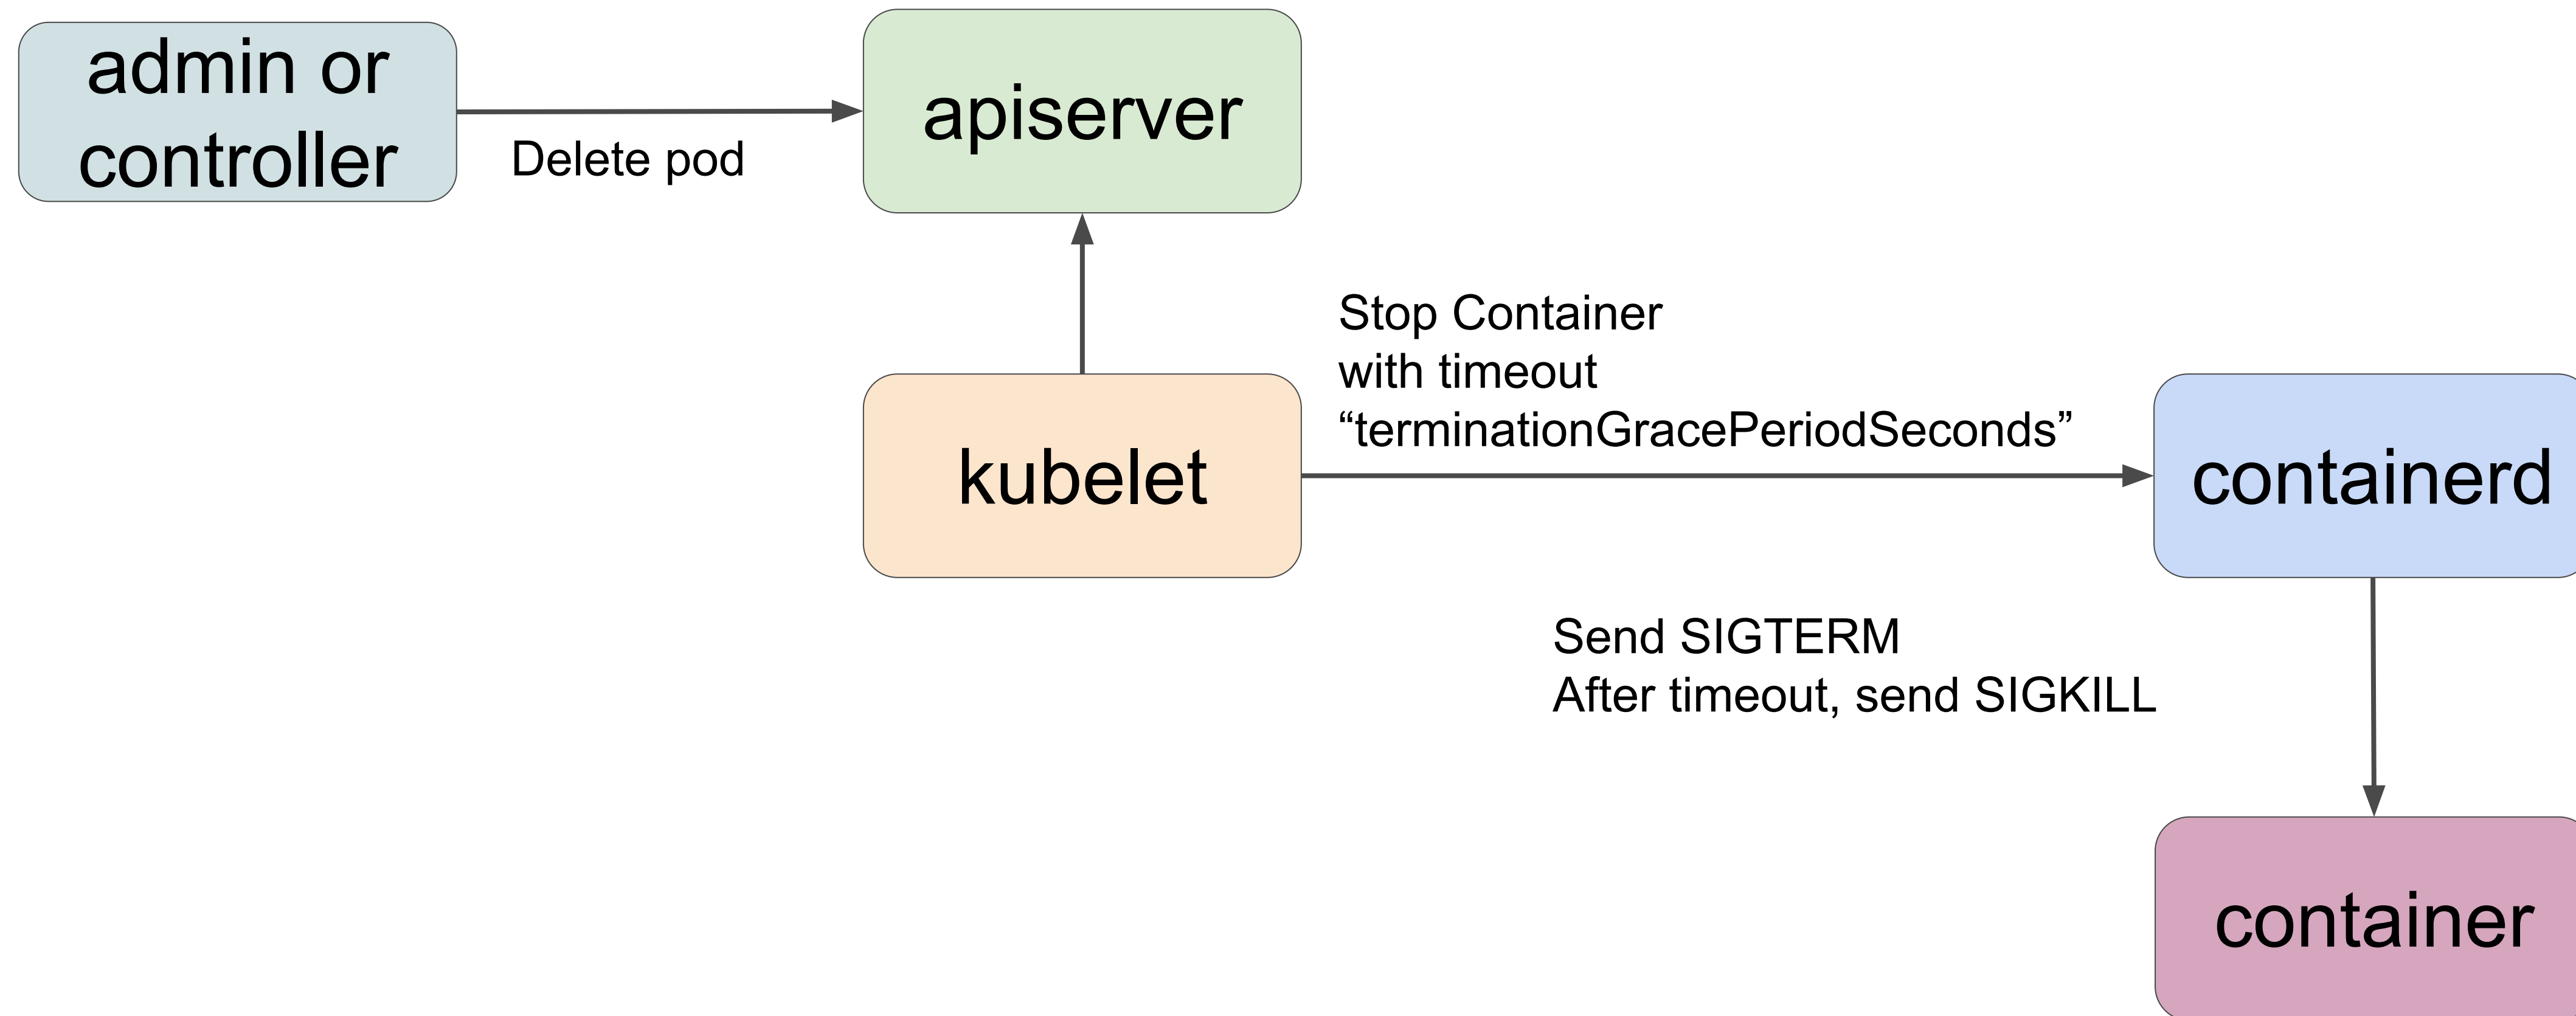 admin or
controller
Delete pod
apiserver
kubelet
Stop Container
with timeout
“terminationGracePeriodSeconds”
containerd
Send SIGTERM
After timeout, send SIGKILL
container